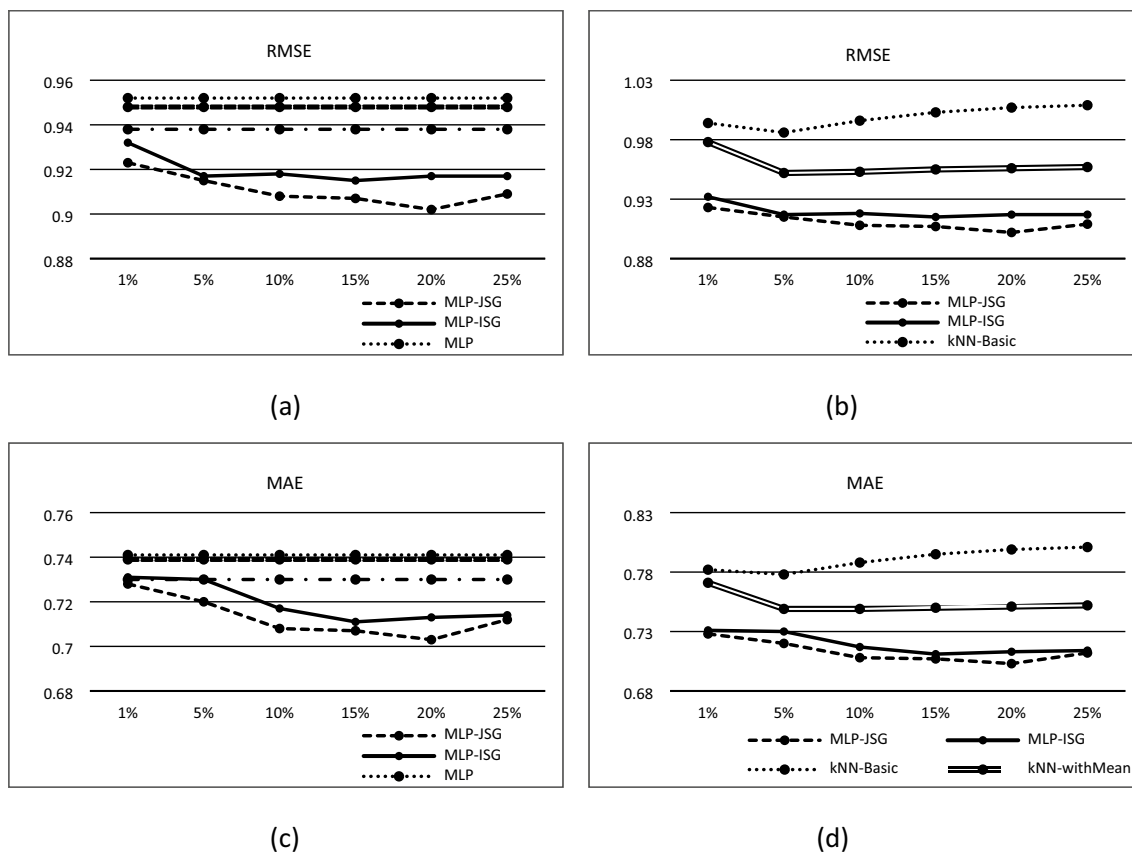 RMSE
0.96
0.94
0.92
0.9
0.88
1% 5% 10% 15% 20% 25%
MLP-JSG
MLP-ISG
MLP
(a)
RMSE
1.03
0.98
0.93
0.88
1% 5% 10% 15% 20% 25%
MLP-JSG
MLP-ISG
kNN-Basic
(b)
MAE
0.76
0.74
0.72
0.7
0.68
1% 5% 10% 15% 20% 25%
MLP-JSG
MLP-ISG
MLP
(c)
MAE
0.83
0.78
0.73
0.68
1% 5% 10% 15% 20% 25%
MLP-JSG MLP-ISG
kNN-Basic kNN-withMean
(d)